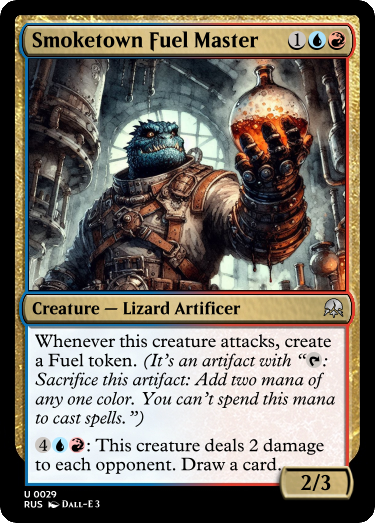 Smoketown Fuel Master 1
Creature — Lizard Artificer
Whenever this creature attacks, create
a Fuel token. (It's an artifact with “:
Sacrifice this artifact: Add two mana of
any one color. You can't spend this mana
to cast spells.”)
4: This creature deals 2 damage
to each opponent. Draw a card.
2/3
U 0029
RUS DALL-E 3